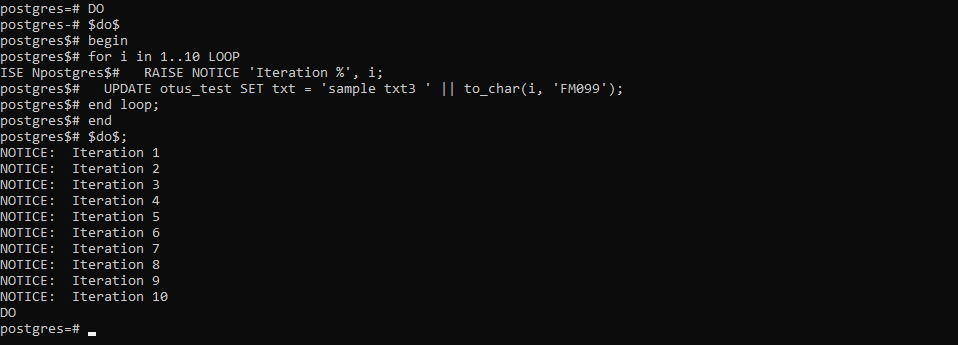 postgres=# DO
postgres-# $do$
postgres$# begin
postgres$# for i in 1..10 LOOP
ISE Npostgres$#   RAISE NOTICE 'Iteration %', i;
postgres$#   UPDATE otus_test SET txt = 'sample txt3 ' || to_char(i, 'FM099');
postgres$# end loop;
postgres$# end
postgres$# $do$;
NOTICE:  Iteration 1
NOTICE:  Iteration 2
NOTICE:  Iteration 3
NOTICE:  Iteration 4
NOTICE:  Iteration 5
NOTICE:  Iteration 6
NOTICE:  Iteration 7
NOTICE:  Iteration 8
NOTICE:  Iteration 9
NOTICE:  Iteration 10
DO
postgres=#